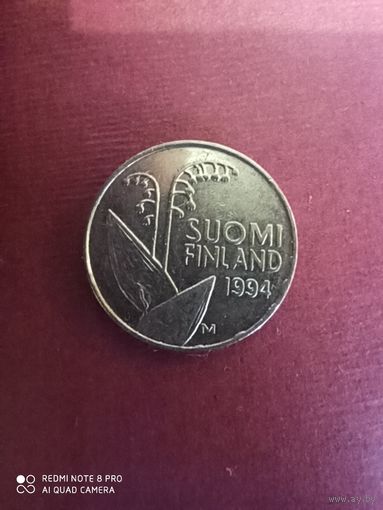 SUOMI
FINLAND
1994
M
REDMI NOTE 8 PRO
AI QUAD CAMERA
www.ay.by